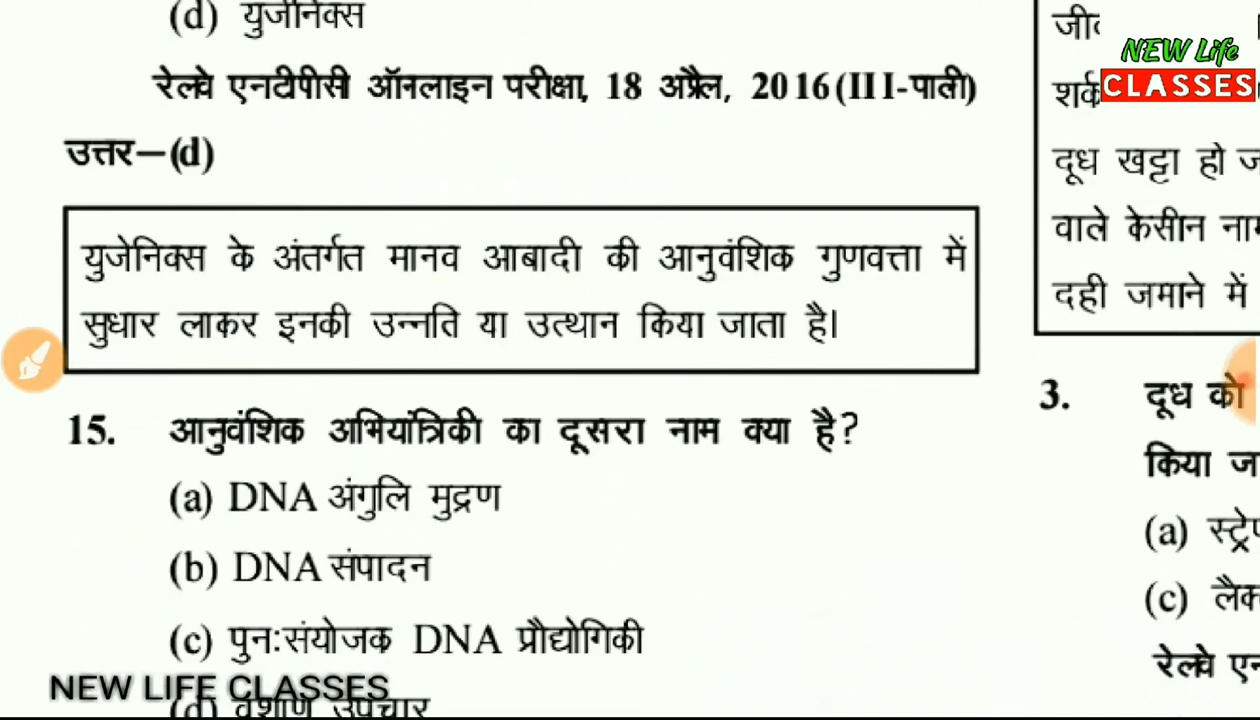 (d) युजेनिक्स
रेलवे एनटीपीसी ऑनलाइन परीक्षा, 18 अप्रैल, 2016 (III-पाली)
उत्तर—(d)
युजेनिक्स के अंतर्गत मानव आबादी की आनुवंशिक गुणवत्ता में
सुधार लाकर इनकी उन्नति या उत्थान किया जाता है।
15. आनुवंशिक अभियांत्रिकी का दूसरा नाम क्या है?
(a) DNA अंगुलि मुद्रण
(b) DNA संपादन
(c) पुनःसंयोजक DNA प्रौद्योगिकी
NEW LIFE CLASSES
(d) उपचार
NEW Life
CLASSES
दूध खट्टा हो
वाले केसीन
दही जमाने में
3. दूध को
किया
(a)
(c)
रेलवे